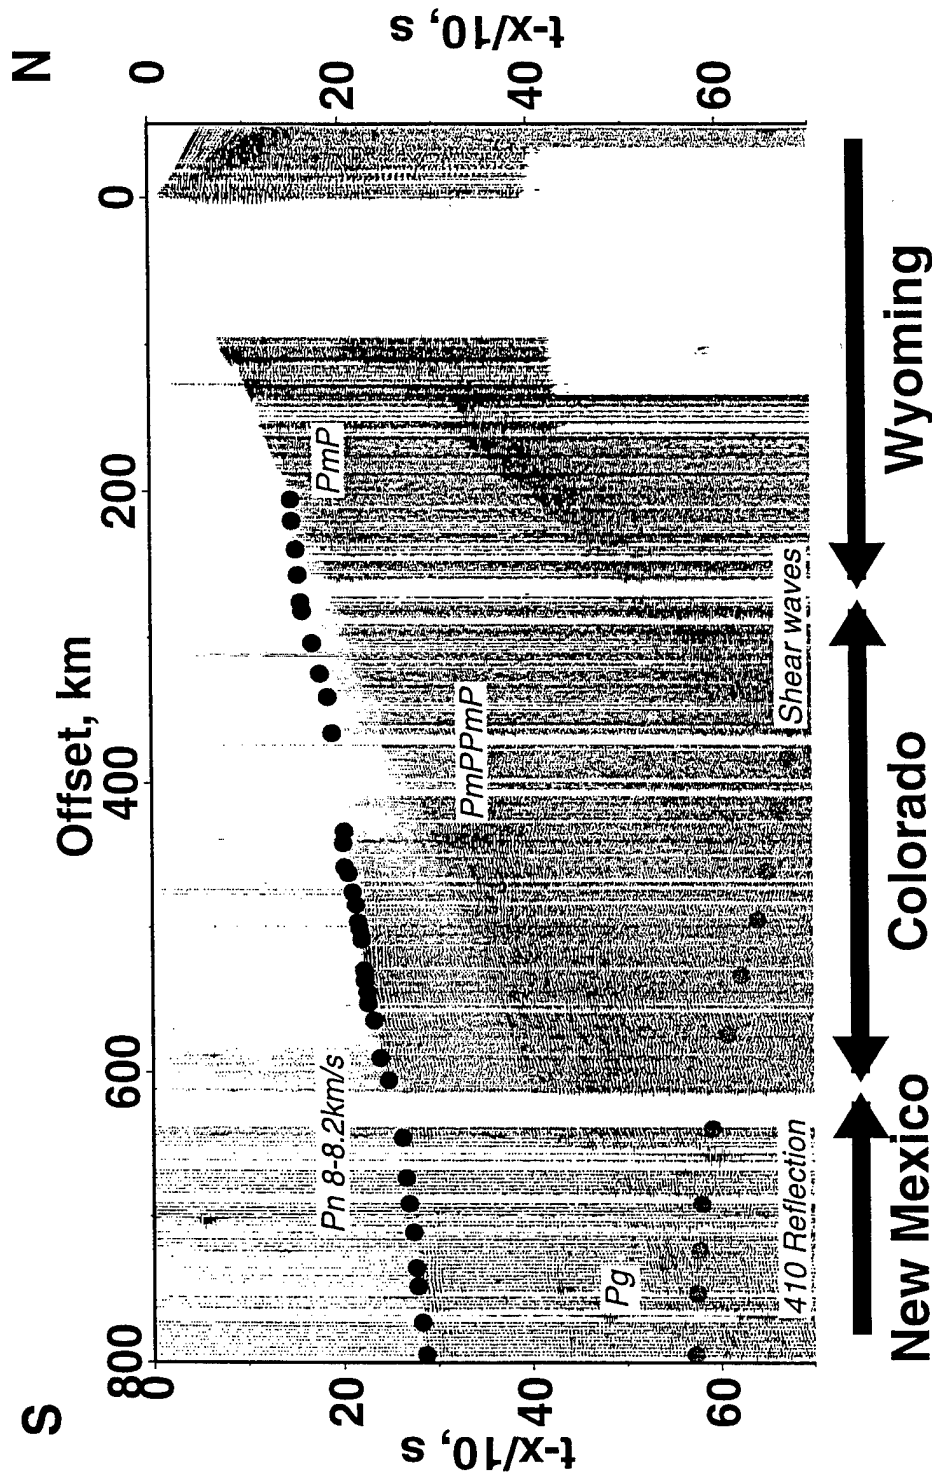 S
Offset, km
N
800
600
400
200
0
0
20
40
60
t-x/10, s
0
20
40
60
t-x/10, s
Pn 8-8.2km/s
PmP
PmPPmP
Pg
410 Reflection
Shear waves
New Mexico
Colorado
Wyoming